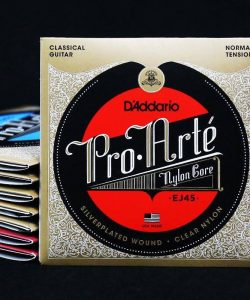 CLASSICAL
GUITAR
NORMAL
TENSION
D'Addario
Pro·Arté
Nylon Core
·EJ45·
SILVERPLATED WOUND · CLEAR NYLON